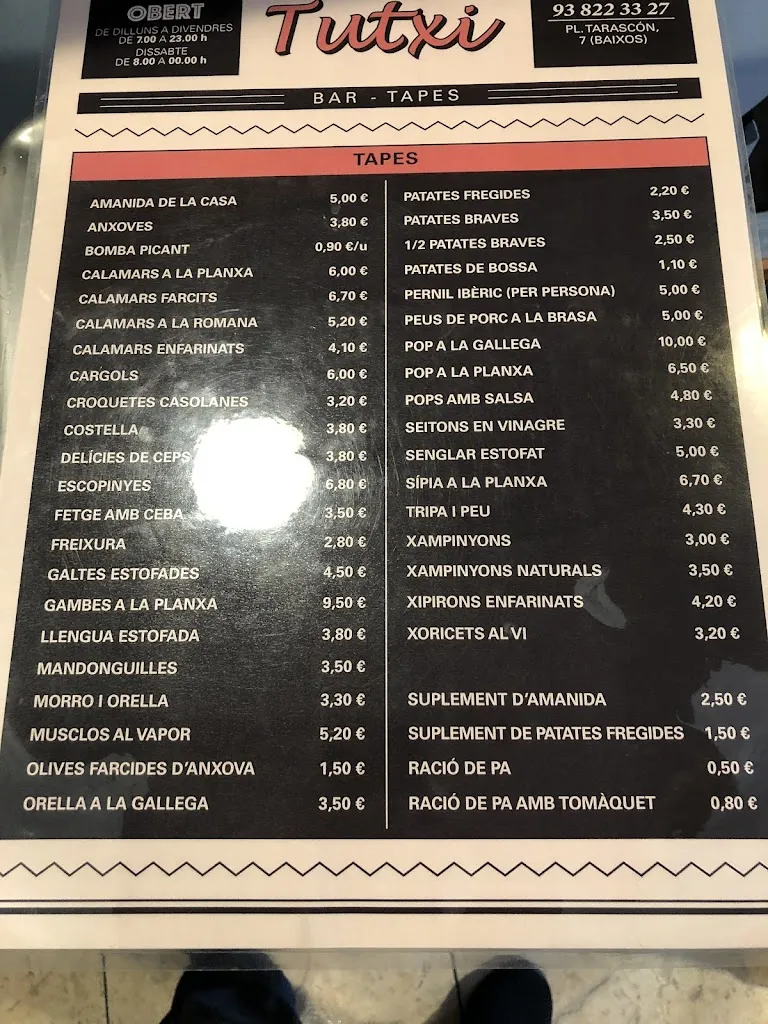 OBERT
DE DILLUNS A DIVENDRES
DE 7.00 A 23.00 h
DISSABTE
DE 8.00 A 00.00 h
Tutxi
93 822 33 27
PL. TARASCÓN,
7 (BAIXOS)
BAR - TAPES
TAPES
AMANIDA DE LA CASA 5,00 €
ANXOVES 3,80 €
BOMBA PICANT 0,90 €/u
CALAMARS A LA PLANXA 6,00 €
CALAMARS FARCITS 6,70 €
CALAMARS A LA ROMANA 5,20 €
CALAMARS ENFARINATS 4,10 €
CARGOLS 6,00 €
CROQUETES CASOLANES 3,20 €
COSTELLA 3,80 €
DELÍCIES DE CEPS 3,80 €
ESCOPINYES 6,80 €
FETGE AMB CEBA 3,50 €
FREIXURA 2,80 €
GALTES ESTOFADES 4,50 €
GAMBES A LA PLANXA 9,50 €
LLENGUA ESTOFADA 3,80 €
MANDONGUILLES 3,50 €
MORRO I ORELLA 3,30 €
MUSCLOS AL VAPOR 5,20 €
OLIVES FARCIDES D'ANXOVA 1,50 €
ORELLA A LA GALLEGA 3,50 €
PATATES FREGIDES 2,20 €
PATATES BRAVES 3,50 €
1/2 PATATES BRAVES 2,50 €
PATATES DE BOSSA 1,10 €
PERNIL IBÈRIC (PER PERSONA) 5,00 €
PEUS DE PORC A LA BRASA 5,00 €
POP A LA GALLEGA 10,00 €
POP A LA PLANXA 6,50 €
POPS AMB SALSA 4,80 €
SEITONS EN VINAGRE 3,30 €
SENGLAR ESTOFAT 5,00 €
SÍPIA A LA PLANXA 6,70 €
TRIPA I PEU 4,30 €
XAMPINYONS 3,00 €
XAMPINYONS NATURALS 3,50 €
XIPIRONS ENFARINATS 4,20 €
XORICETS AL VI 3,20 €
SUPLEMENT D'AMANIDA 2,50 €
SUPLEMENT DE PATATES FREGIDES 1,50 €
RACIÓ DE PA 0,50 €
RACIÓ DE PA AMB TOMÀQUET 0,80 €